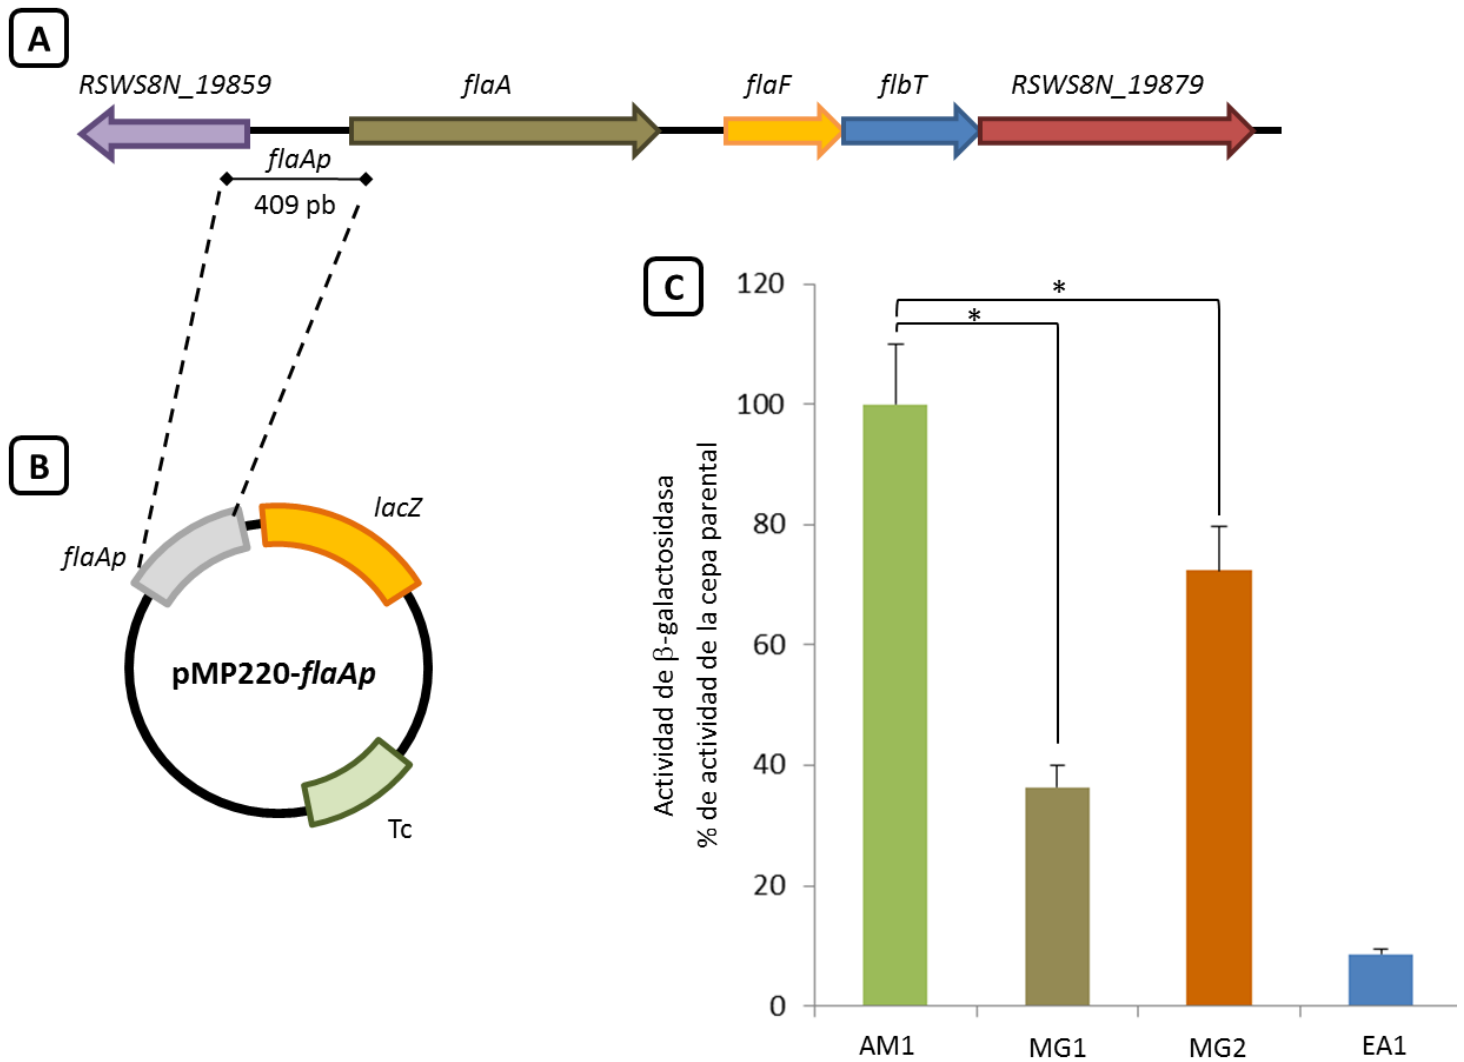 A
RSWS8N_19859
flaA
flaF
flbT
RSWS8N_19879
flaAp
409 pb
B
flaAp
lacZ
pMP220-flaAp
Tc
C
Actividad de β-galactosidasa
% de actividad de la cepa parental
120
100
80
60
40
20
0
*
*
AM1
MG1
MG2
EA1